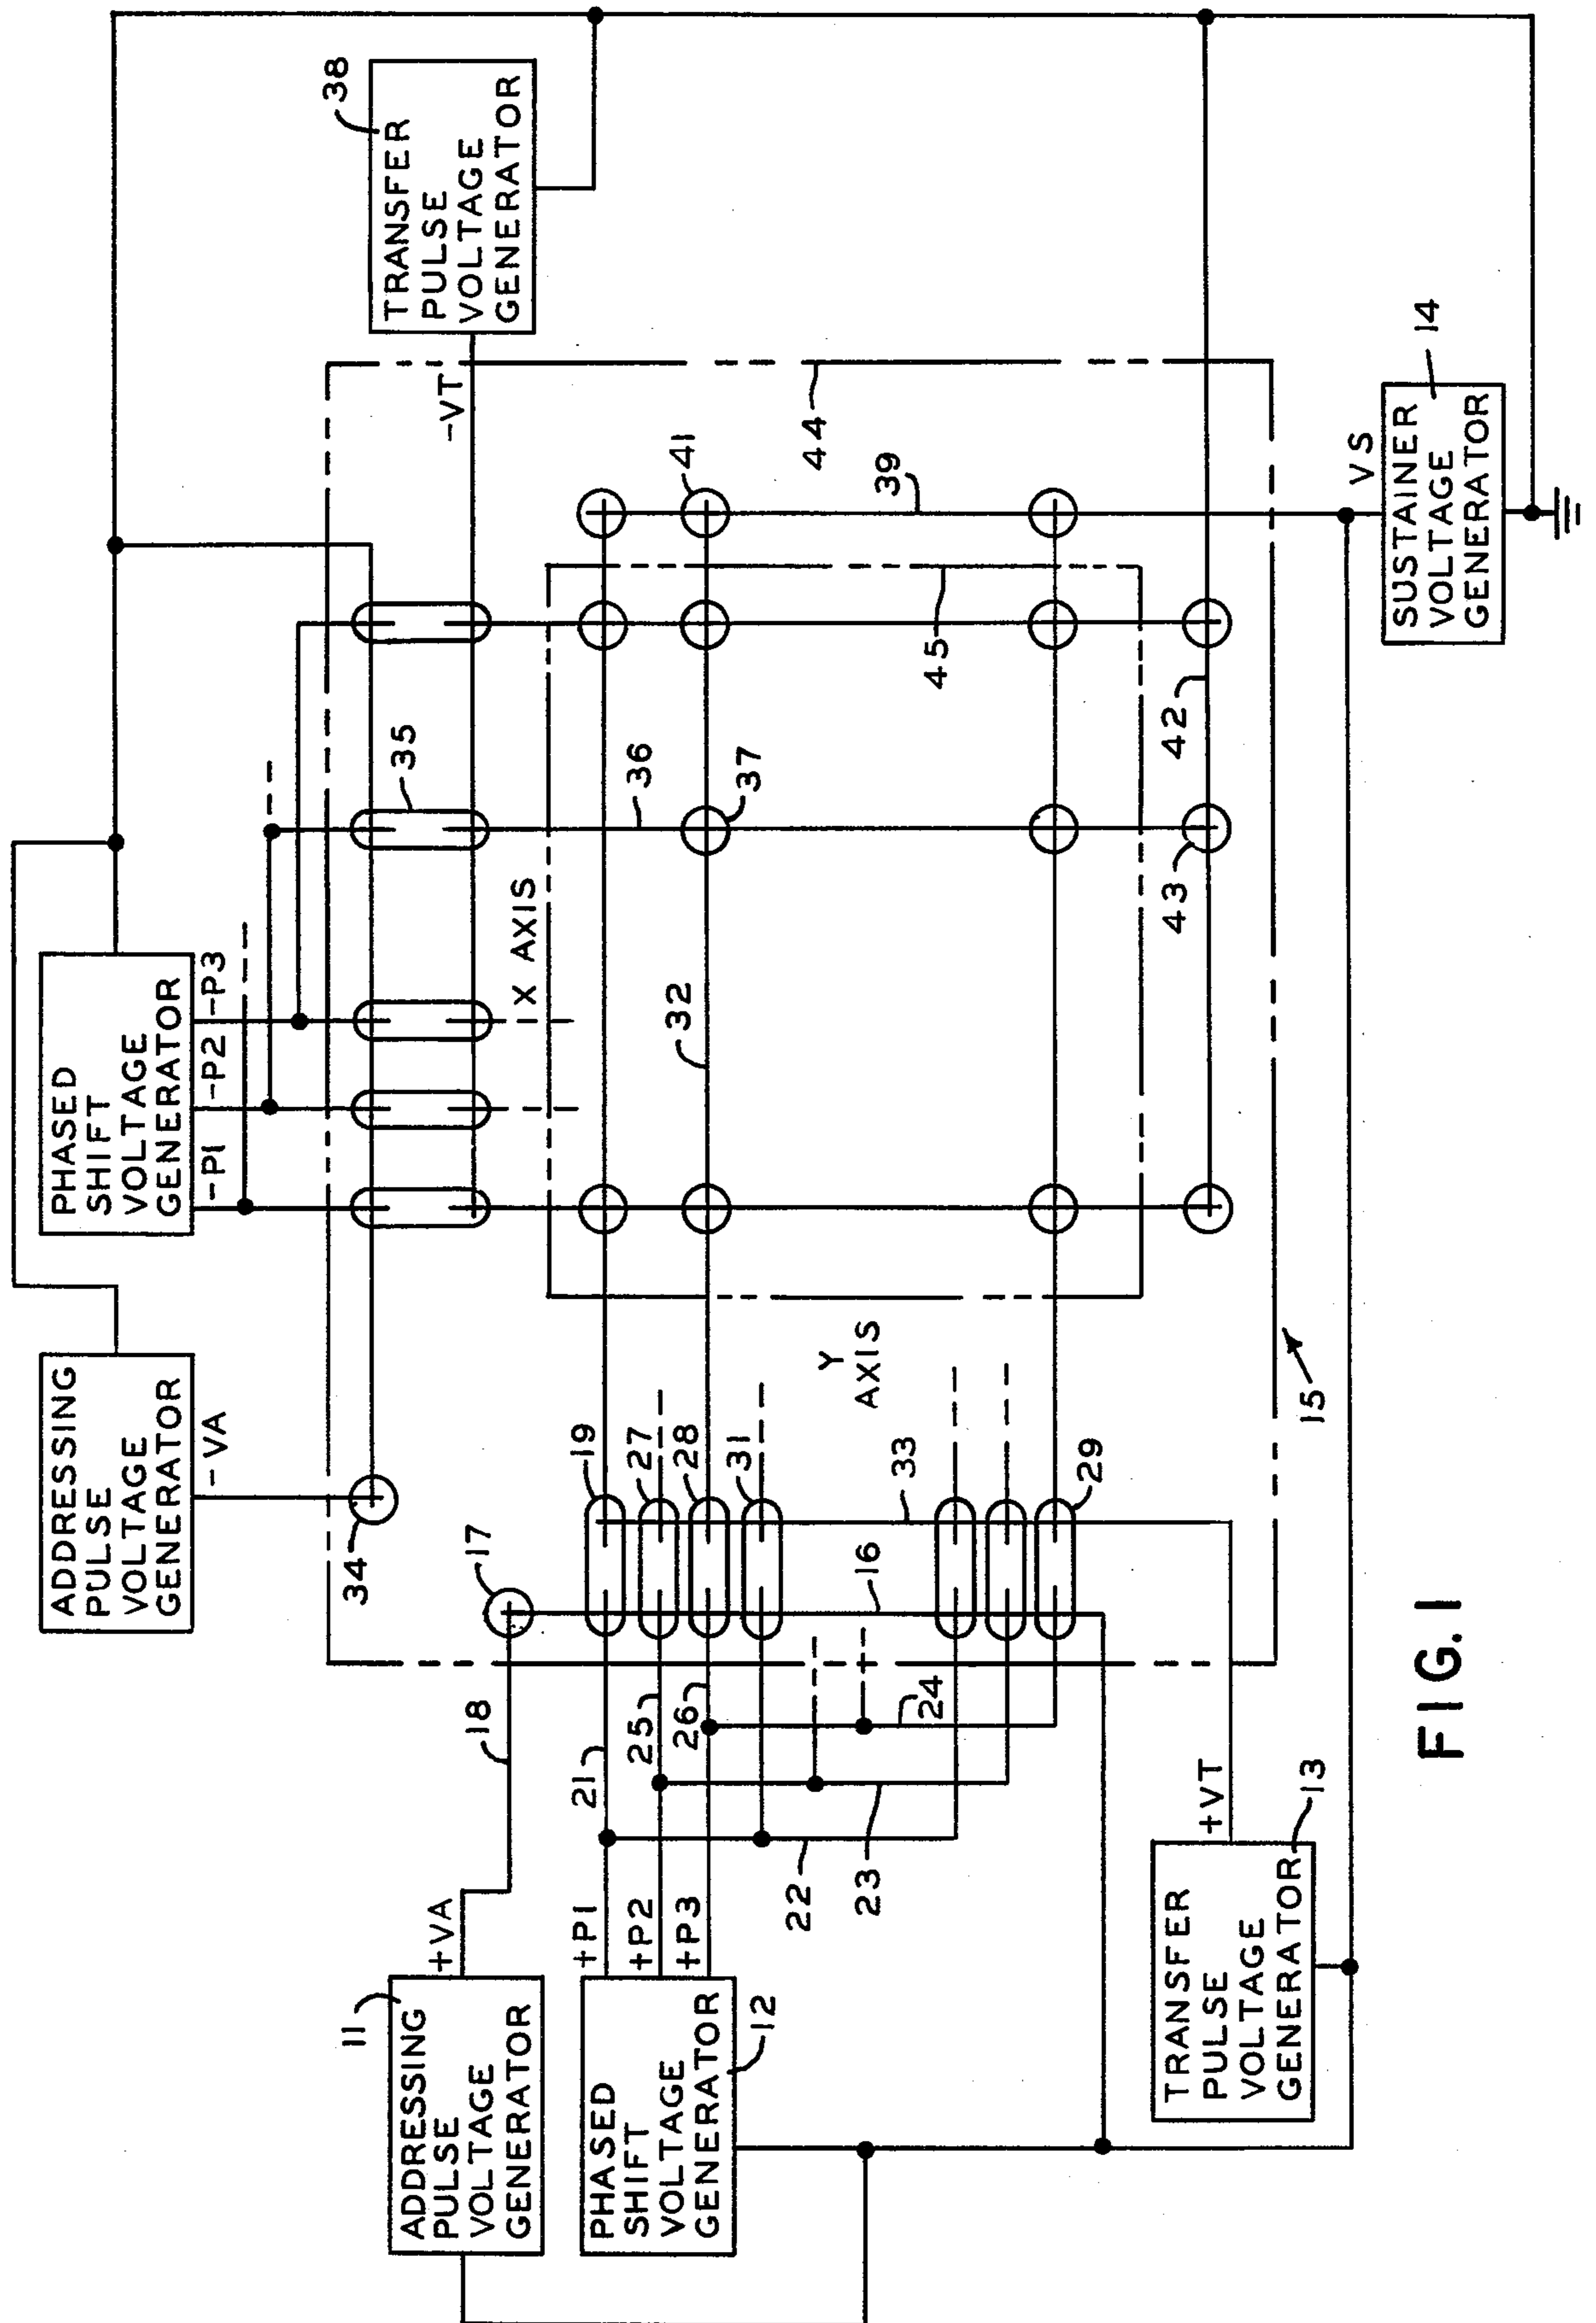 ADDRESSING
PULSE
VOLTAGE
GENERATOR
-VA
PHASED
SHIFT
VOLTAGE
GENERATOR
-P1 -P2 -P3
38
TRANSFER
PULSE
VOLTAGE
GENERATOR
-VT
34
35
X AXIS
11
ADDRESSING
PULSE
VOLTAGE
GENERATOR
+VA
18
17
PHASED
SHIFT
VOLTAGE
GENERATOR
12
+P1
+P2
+P3
21
25
26
22
23
24
19
27
28
31
16
33
29
Y
AXIS
32
36
37
41
39
45
44
42
43
15
TRANSFER
PULSE
VOLTAGE
GENERATOR
13
+VT
VS
SUSTAINER
VOLTAGE
GENERATOR
14
FIG. 1